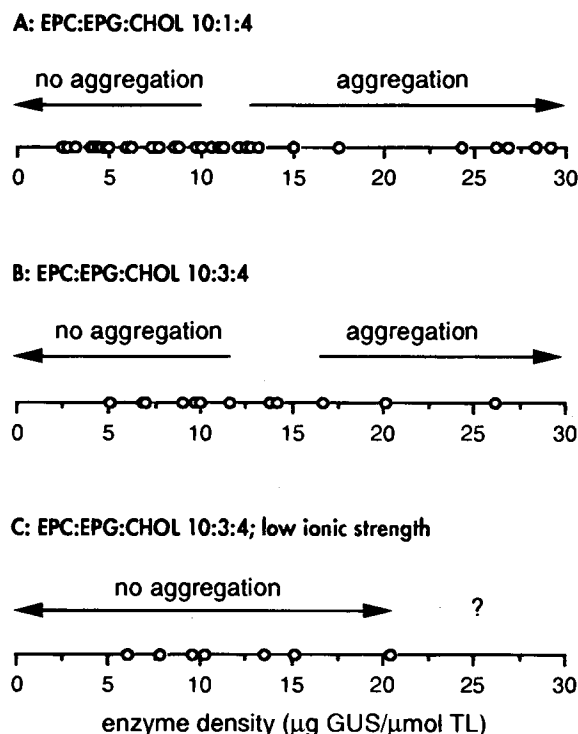 A: EPC:EPG:CHOL 10:1:4
no aggregation aggregation
0 5 10 15 20 25 30
B: EPC:EPG:CHOL 10:3:4
no aggregation aggregation
0 5 10 15 20 25 30
C: EPC:EPG:CHOL 10:3:4; low ionic strength
no aggregation ?
0 5 10 15 20 25 30
enzyme density (µg GUS/µmol TL)